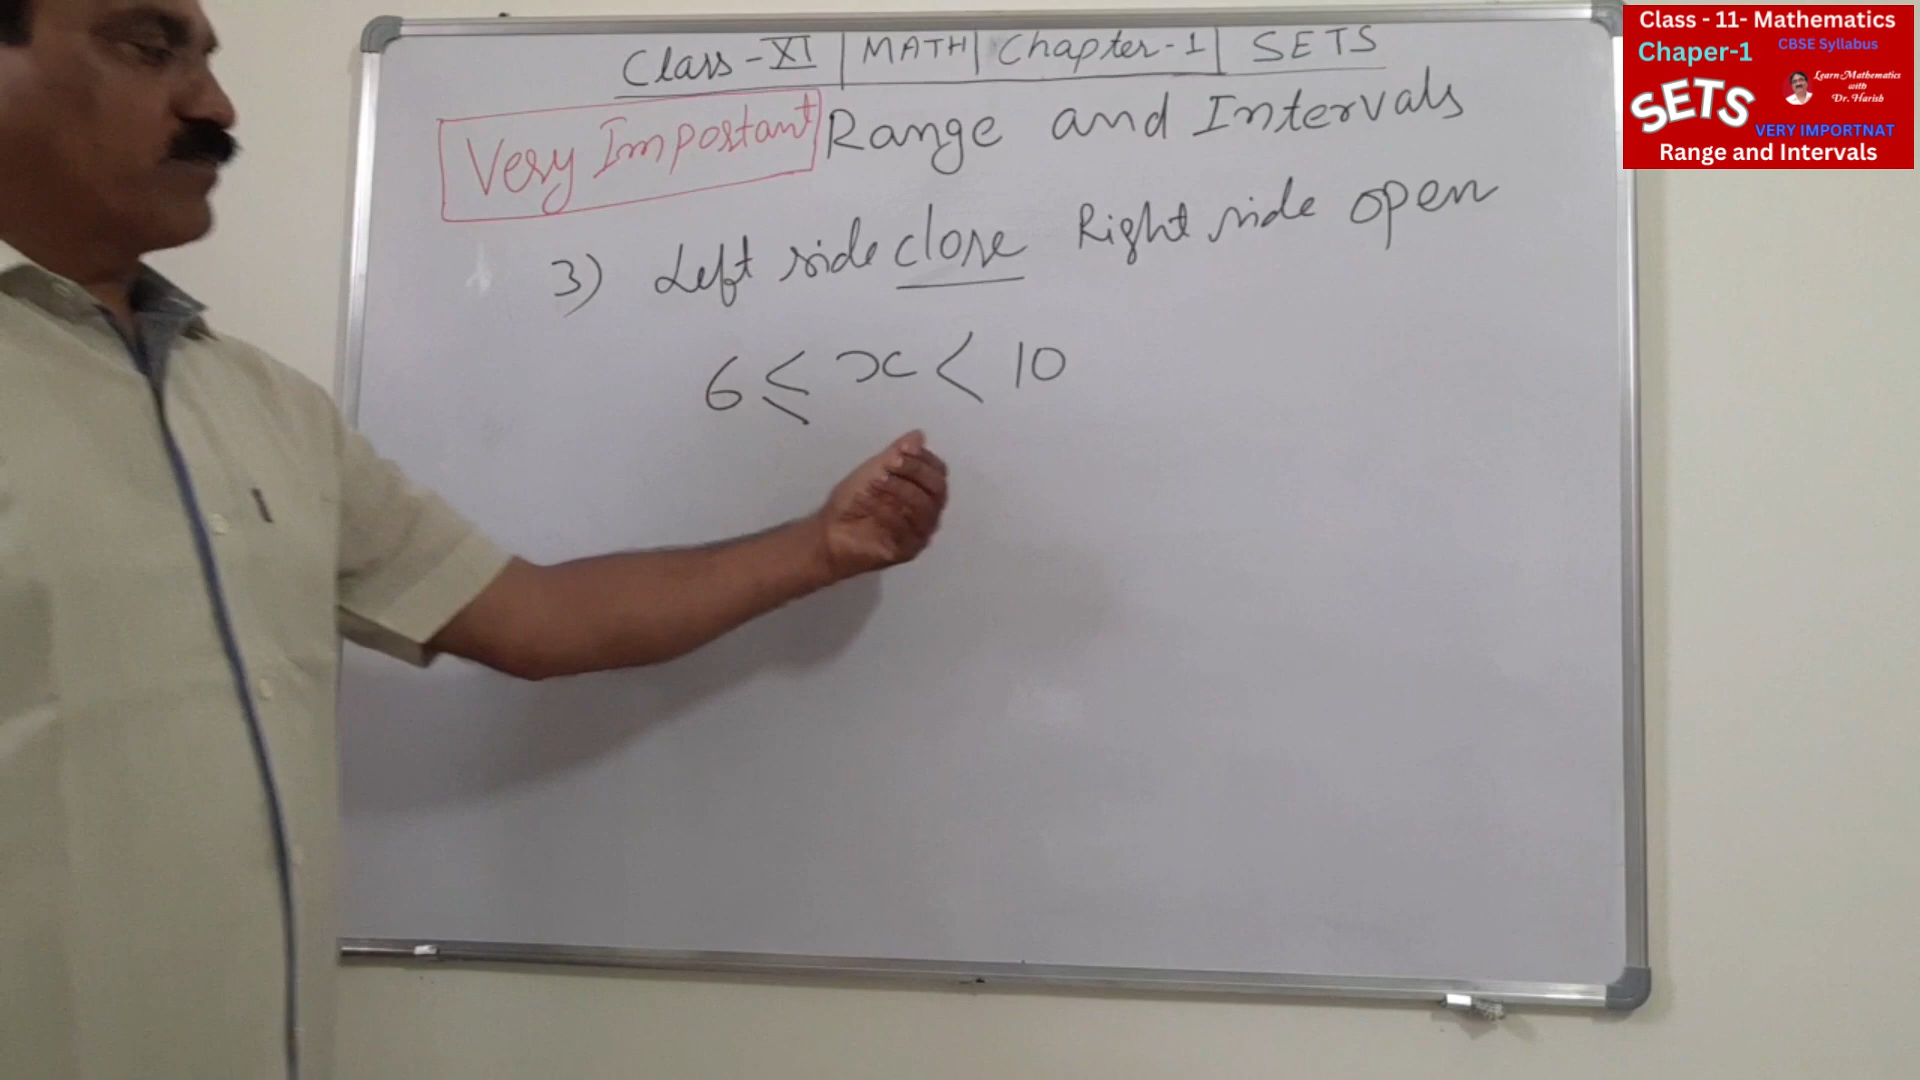 Class - XI | MATH | Chapter - 1 | SETS
Very Important Range and Intervals
3) Left side close Right side open
6 ≤ x < 10
Class - 11- Mathematics
Chaper-1 CBSE Syllabus
SETS Learn Mathematics
with
Dr. Harish
VERY IMPORTNAT
Range and Intervals